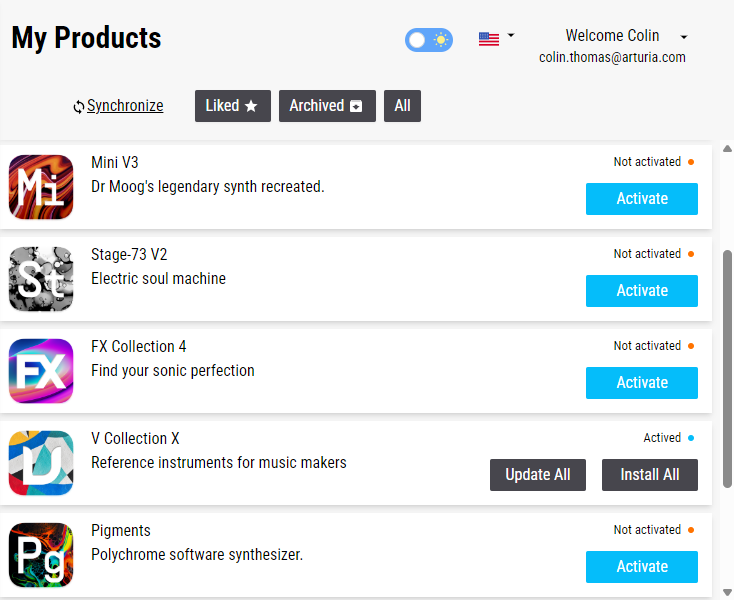 My Products
Welcome Colin
colin.thomas@arturia.com
Synchronize
Liked
Archived
All
Mini V3
Not activated
Mi
Dr Moog's legendary synth recreated.
Activate
Stage-73 V2
Not activated
St
Electric soul machine
Activate
FX Collection 4
Not activated
FX
Find your sonic perfection
Activate
V Collection X
Actived
Reference instruments for music makers
Update All
Install All
Pigments
Not activated
Pg
Polychrome software synthesizer.
Activate